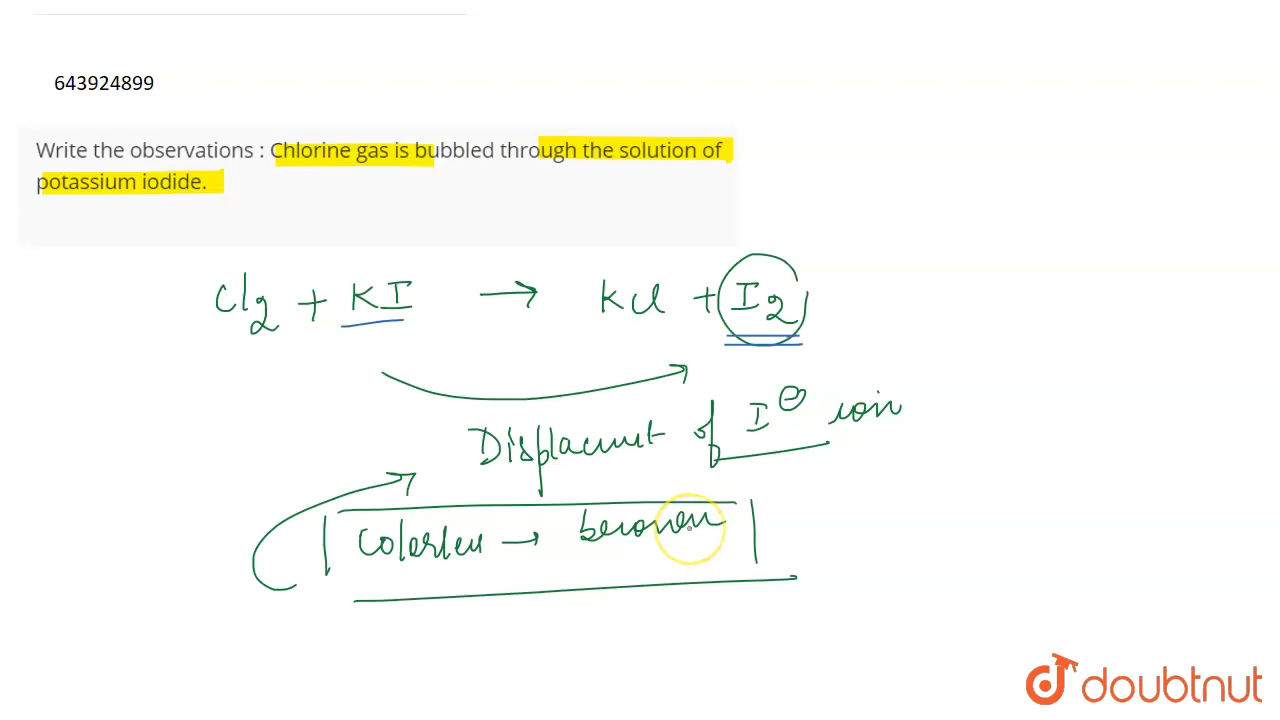 643924899
Write the observations : Chlorine gas is bubbled through the solution of
potassium iodide.
Cl2 + KI → KCl + I2
Displacmnt of I⊖ ion
Colorless → brown
doubtnut